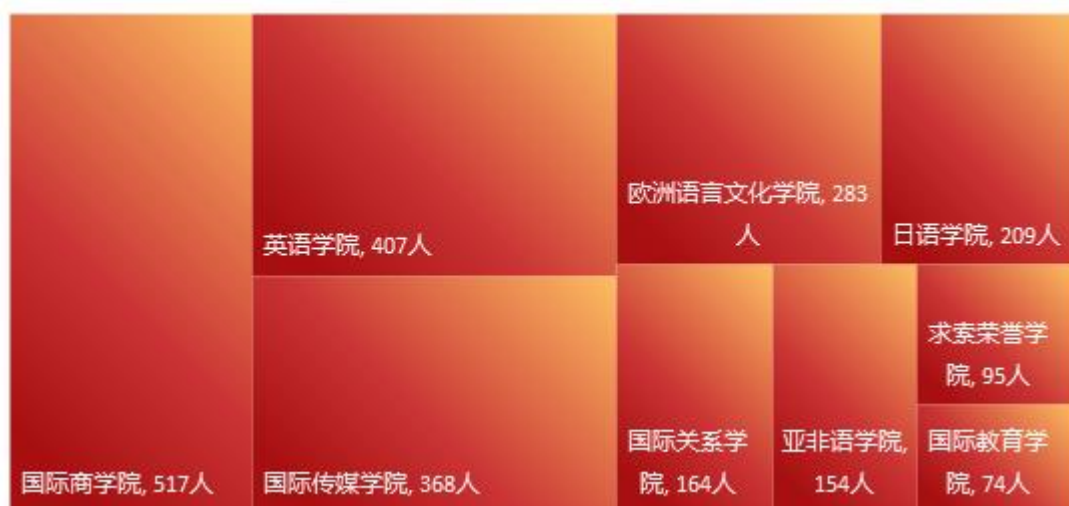 国际商学院, 517人
英语学院, 407人
国际传媒学院, 368人
欧洲语言文化学院, 283
人
日语学院, 209人
国际关系学
院, 164人
亚非语学院,
154人
求索荣誉学
院, 95人
国际教育学
院, 74人